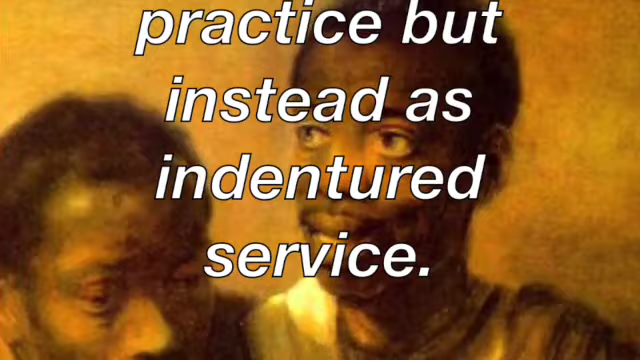 practice but
instead as
indentured
service.